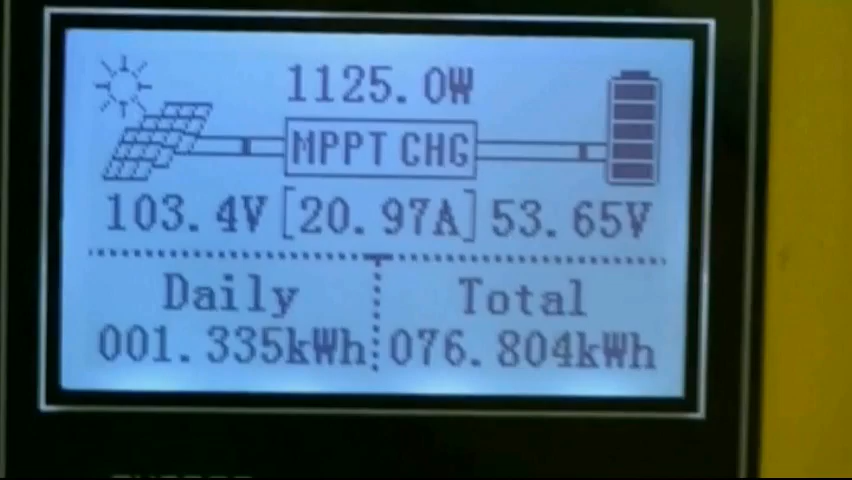 1125.0W
MPPT CHG
103.4V [20.97A] 53.65V
Daily Total
001.335kWh 076.804kWh